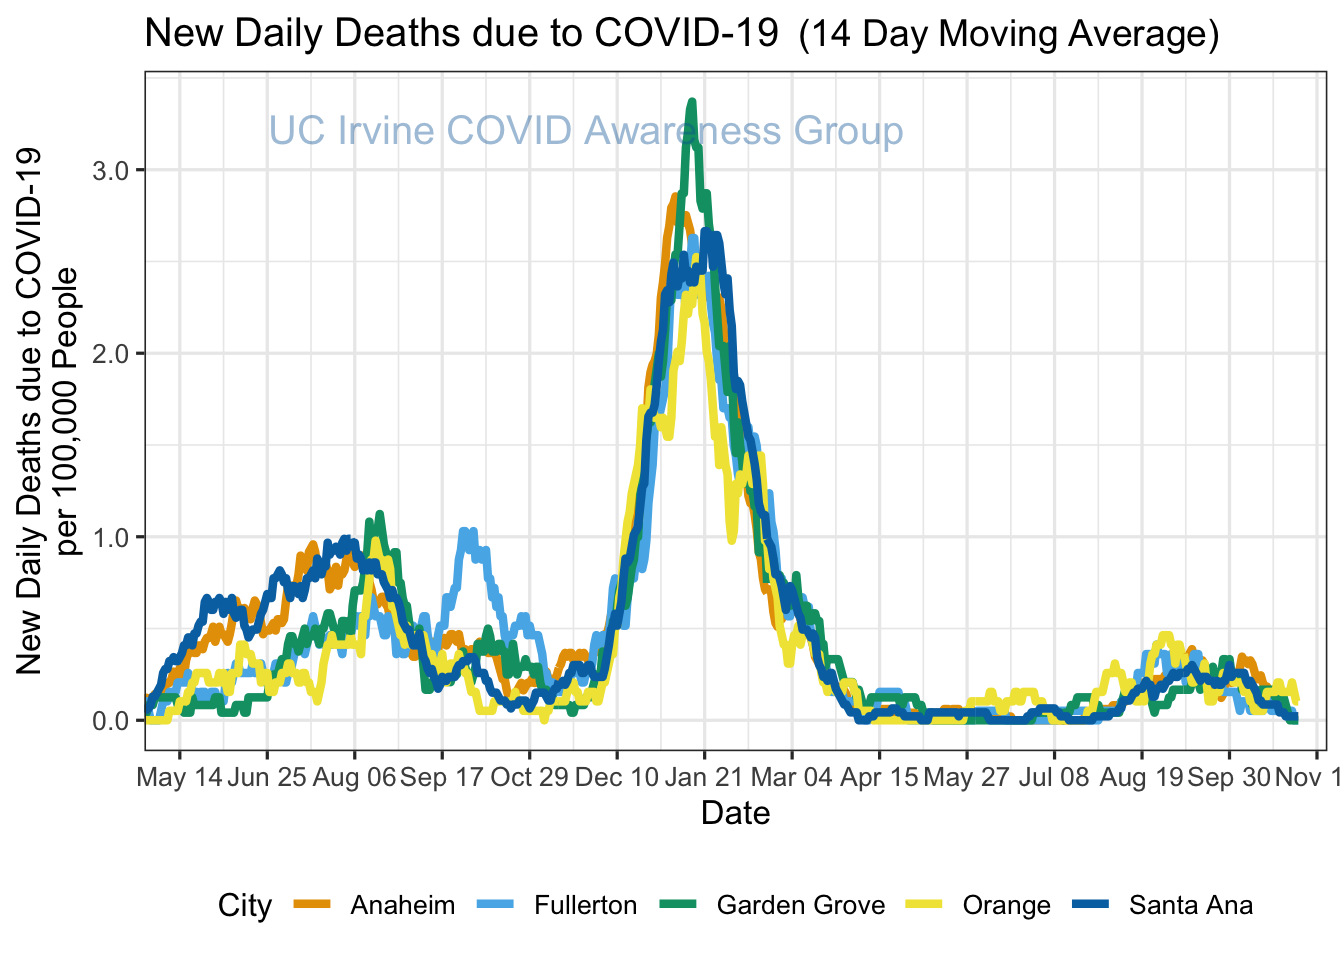 New Daily Deaths due to COVID-19 (14 Day Moving Average)
UC Irvine COVID Awareness Group
New Daily Deaths due to COVID-19
per 100,000 People
3.0
2.0
1.0
0.0
May 14 Jun 25 Aug 06 Sep 17 Oct 29 Dec 10 Jan 21 Mar 04 Apr 15 May 27 Jul 08 Aug 19 Sep 30 Nov 1
Date
City Anaheim Fullerton Garden Grove Orange Santa Ana